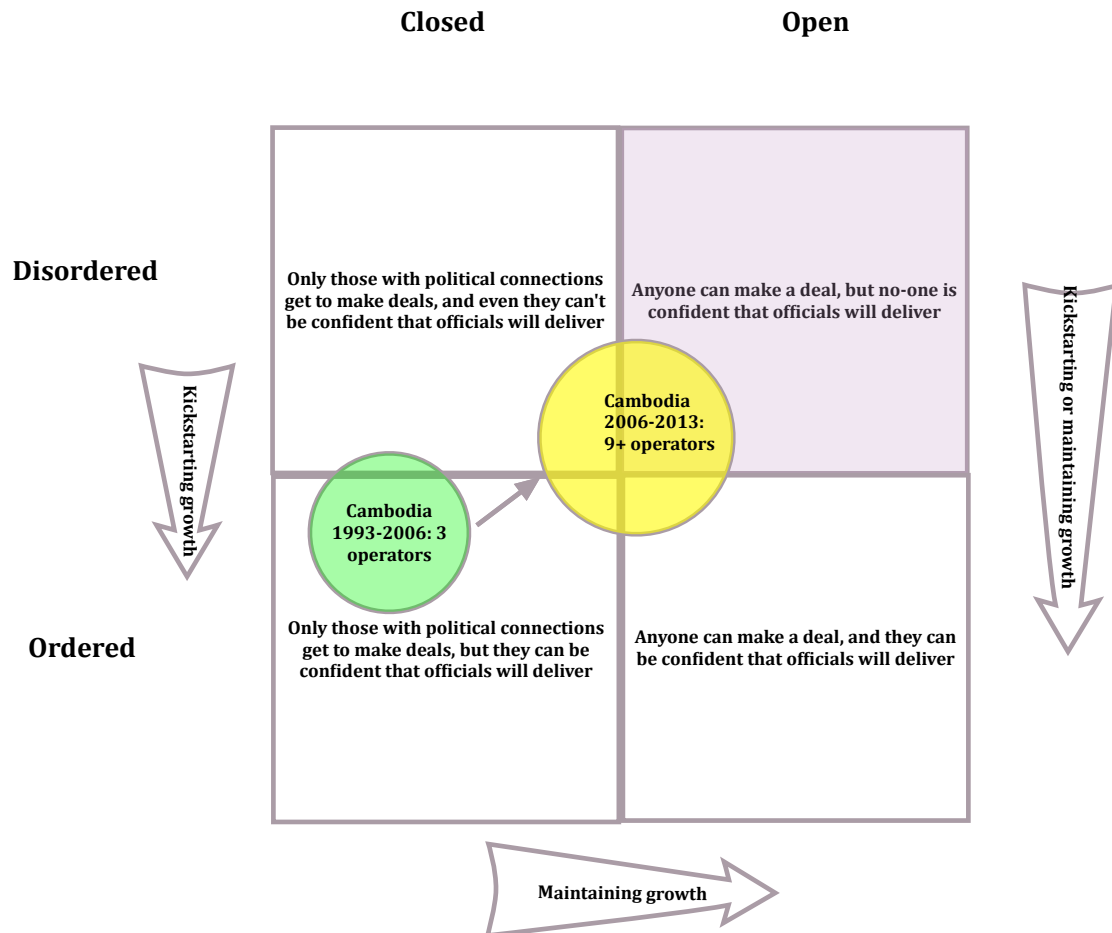 Closed
Open
Disordered
Only those with political connections
get to make deals, and even they can't
be confident that officials will deliver
Anyone can make a deal, but no-one is
confident that officials will deliver
Kickstarting growth
Kickstarting or maintaining growth
Cambodia
2006-2013:
9+ operators
Cambodia
1993-2006: 3
operators
Ordered
Only those with political connections
get to make deals, but they can be
confident that officials will deliver
Anyone can make a deal, and they can
be confident that officials will deliver
Maintaining growth